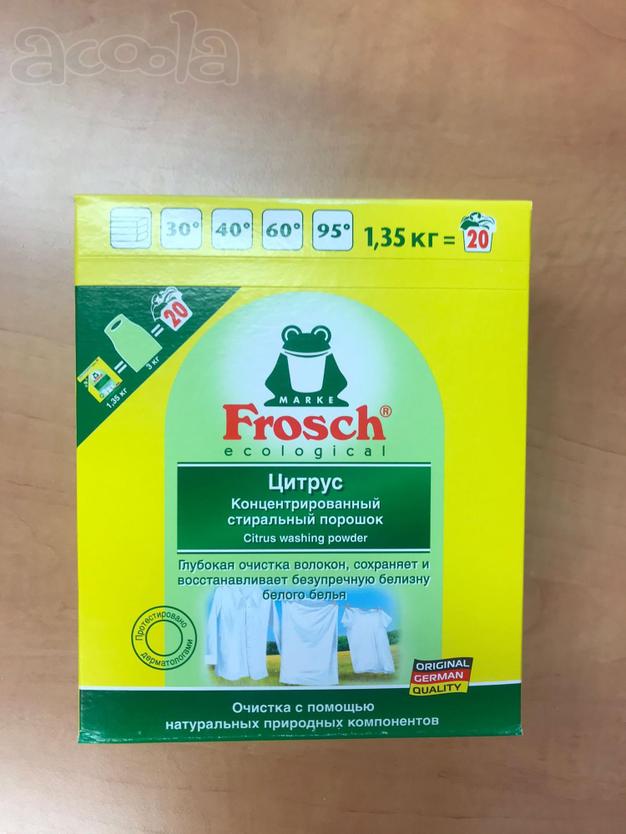 acoola
30° 40° 60° 95° 1,35 кг = 20
20
=
=
1,35 кг
3 кг
MARKE
Frosch®
ecological
Цитрус
Концентрированный
стиральный порошок
Citrus washing powder
Глубокая очистка волокон, сохраняет и
восстанавливает безупречную белизну
белого белья
Протестировано
дерматологами
ORIGINAL
GERMAN
QUALITY
Очистка с помощью
натуральных природных компонентов